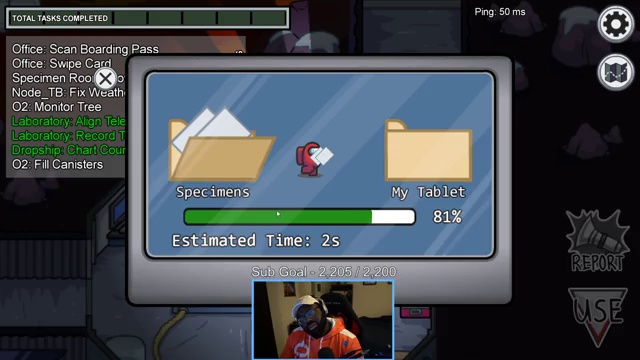 TOTAL TASKS COMPLETED
Ping: 50 ms
Office: Scan Boarding Pass
Office: Swipe Card
Specimen Roo
Node_TB: Fix Weath
O2: Monitor Tree
Laboratory: Align Tele
Laboratory: Record T
Dropship: Chart Cour
O2: Fill Canisters
Specimens
My Tablet
81%
Estimated Time: 2s
Sub Goal - 2,205 / 2,200
REPORT
USE